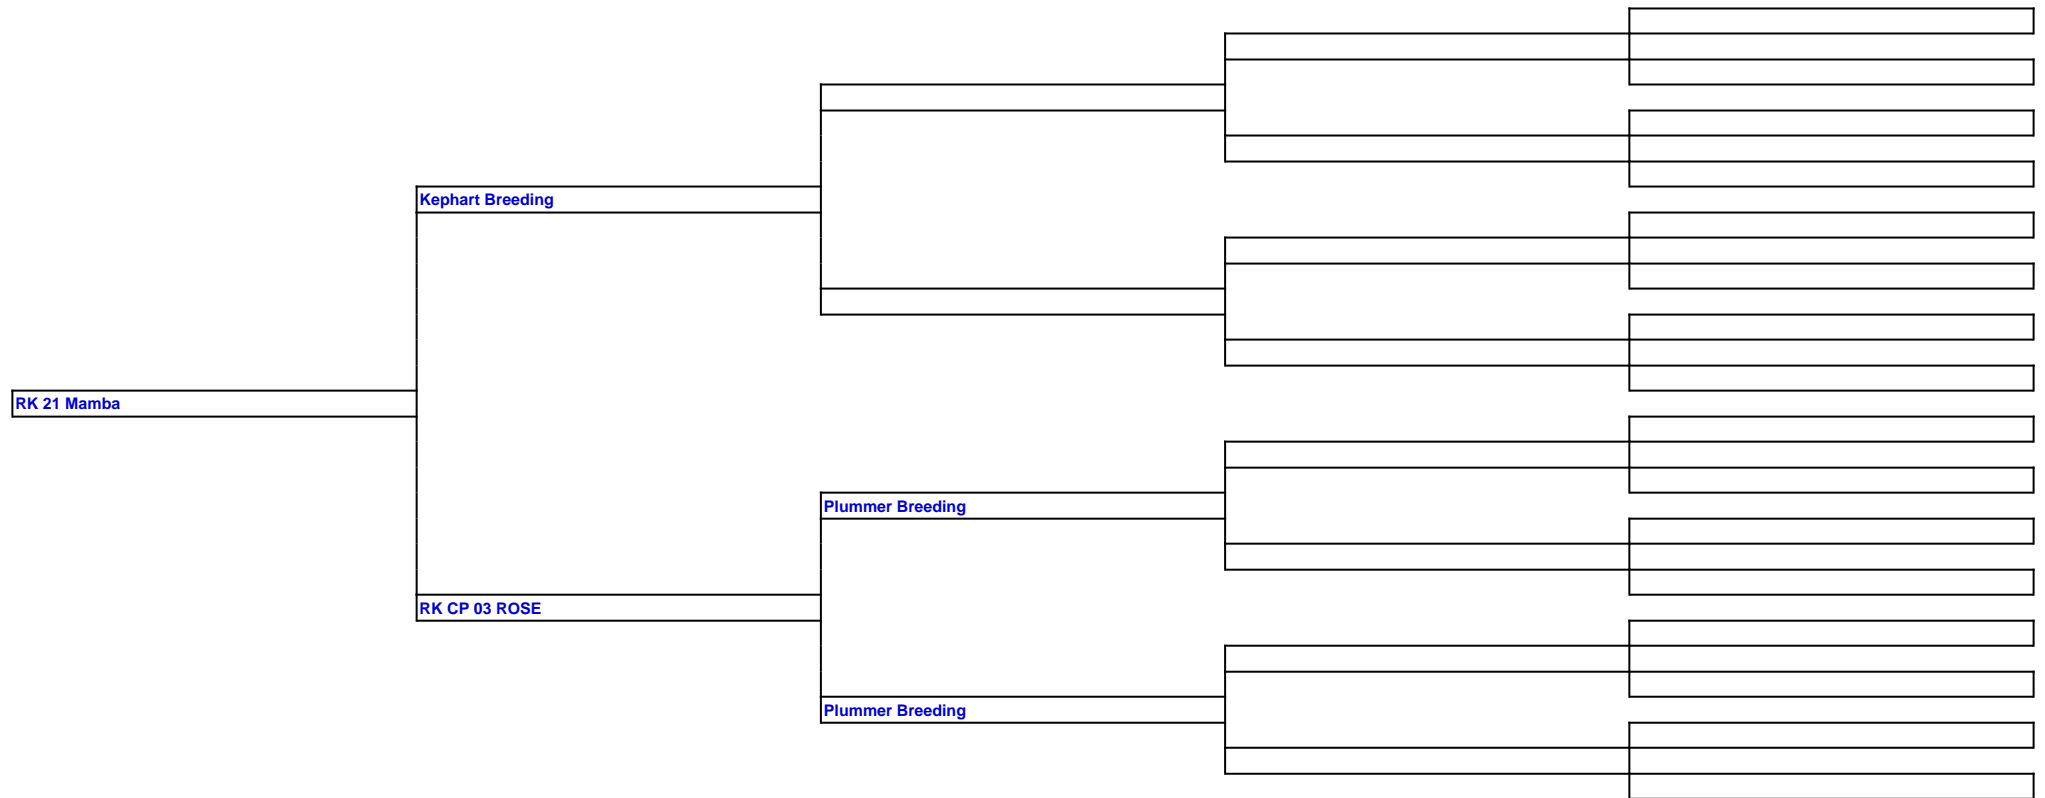 Kephart Breeding
RK 21 Mamba
Plummer Breeding
RK CP 03 ROSE
Plummer Breeding